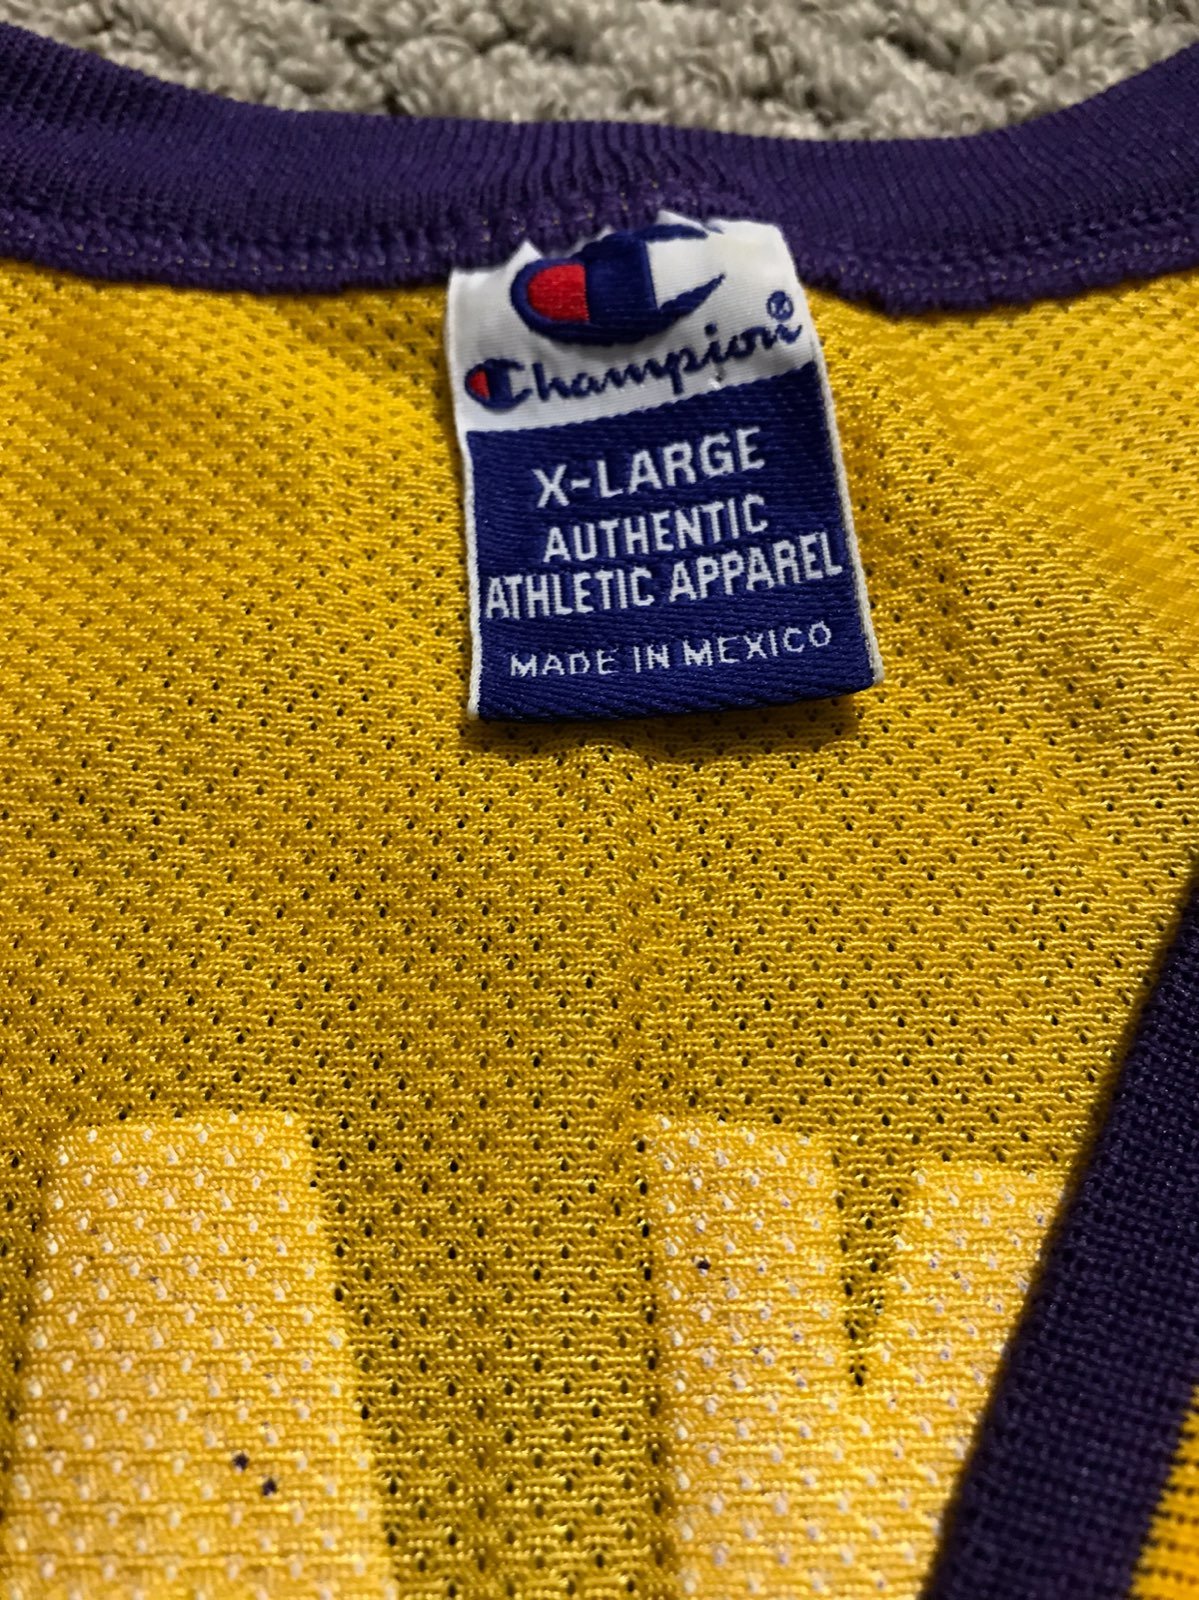 Champion®
X-LARGE
AUTHENTIC
ATHLETIC APPAREL
MADE IN MEXICO